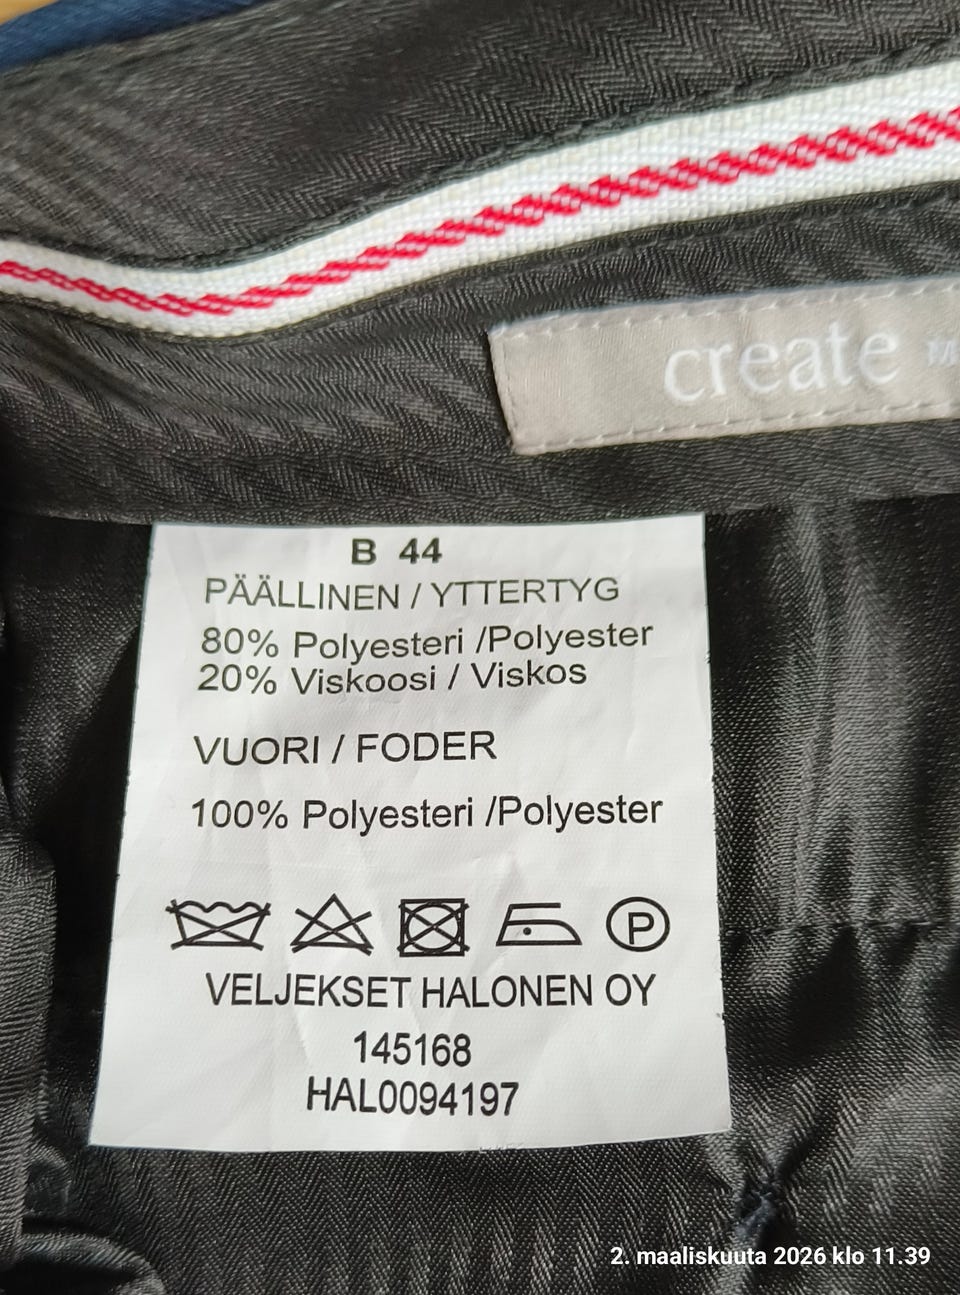 create
B 44
PÄÄLLINEN / YTTERTYG
80% Polyesteri /Polyester
20% Viskoosi / Viskos
VUORI / FODER
100% Polyesteri /Polyester
P
VELJEKSET HALONEN OY
145168
HAL0094197
2. maaliskuuta 2026 klo 11.39